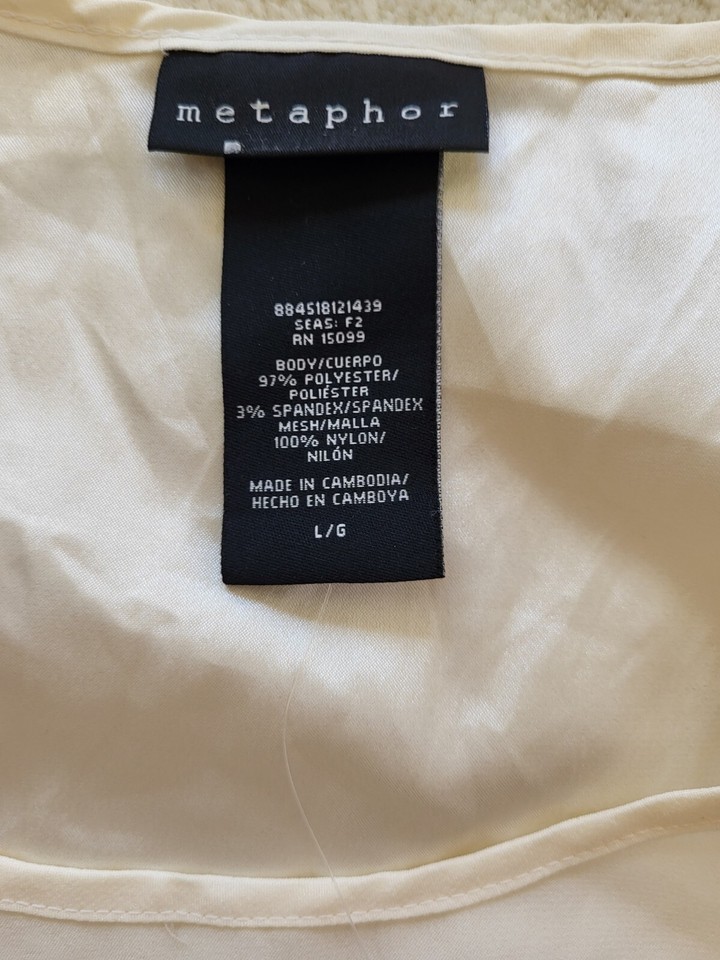 metaphor
884518121439
SEAS: F2
RN 15099
BODY/CUERPO
97% POLYESTER/
POLIÉSTER
3% SPANDEX/SPANDEX
MESH/MALLA
100% NYLON/
NILÓN
MADE IN CAMBODIA/
HECHO EN CAMBOYA
L/G